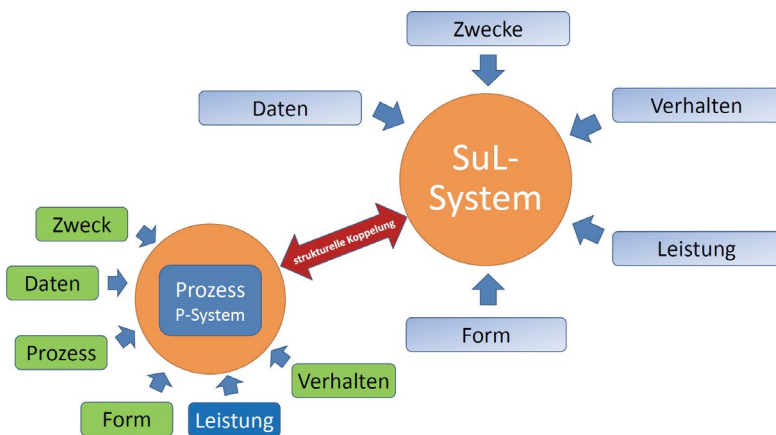 Zwecke
Daten
Verhalten
SuL-
System
Leistung
Form
strukturelle Koppelung
Zweck
Daten
Prozess
P-System
Prozess
Form
Leistung
Verhalten